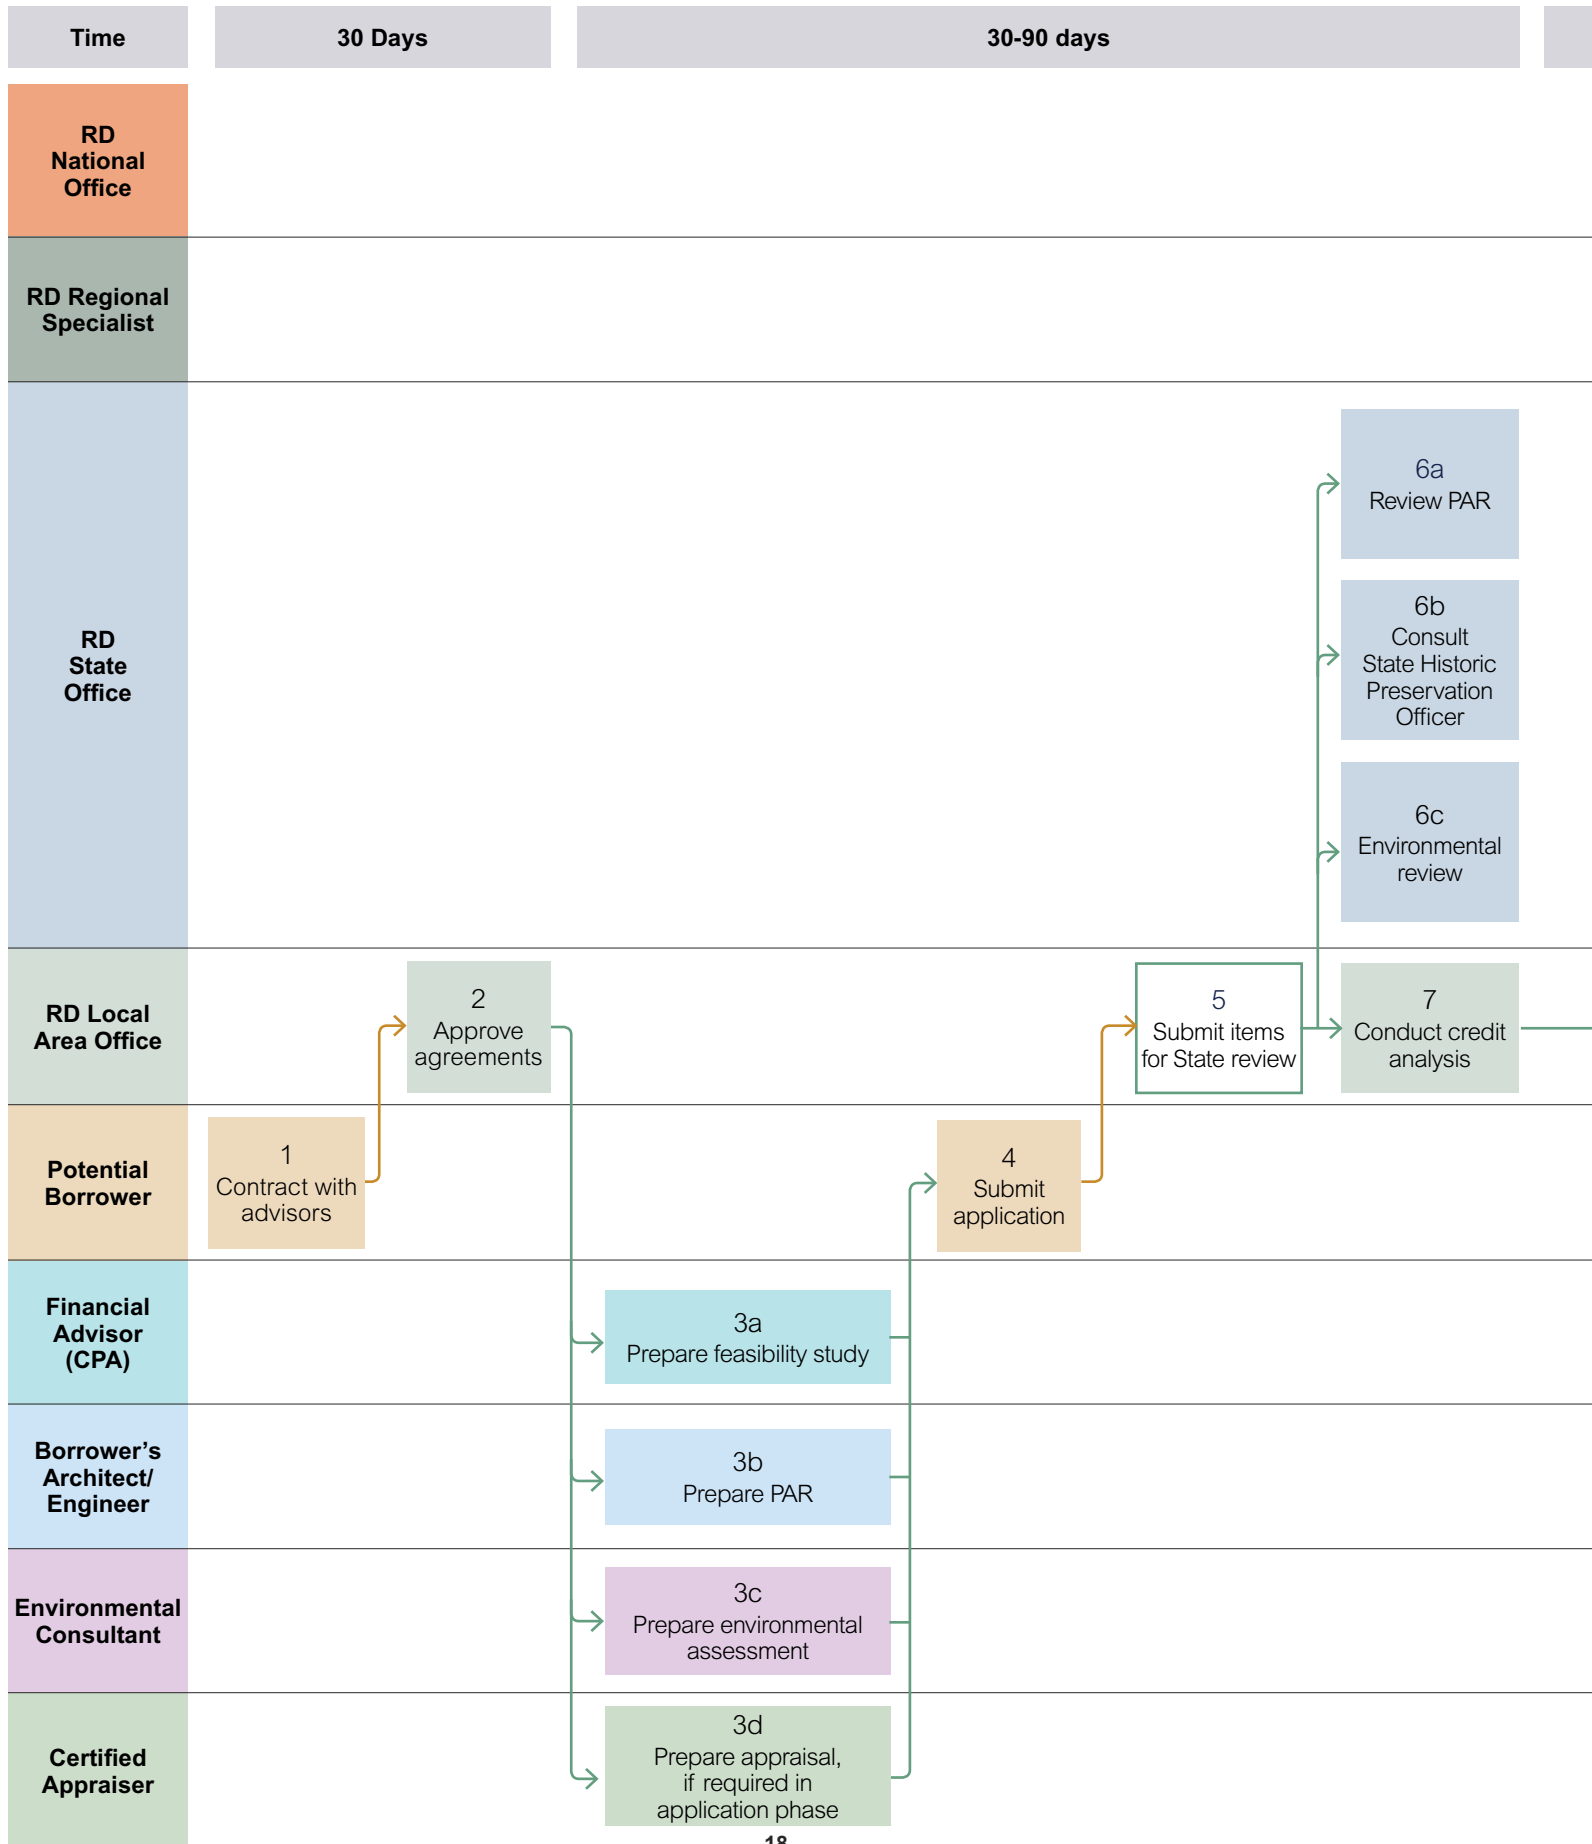 Time
30 Days
30-90 days
RD
National
Office
RD Regional
Specialist
RD
State
Office
6a
Review PAR
6b
Consult
State Historic
Preservation
Officer
6c
Environmental
review
RD Local
Area Office
2
Approve
agreements
5
Submit items
for State review
7
Conduct credit
analysis
Potential
Borrower
1
Contract with
advisors
4
Submit
application
Financial
Advisor
(CPA)
3a
Prepare feasibility study
Borrower's
Architect/
Engineer
3b
Prepare PAR
Environmental
Consultant
3c
Prepare environmental
assessment
Certified
Appraiser
3d
Prepare appraisal,
if required in
application phase
18